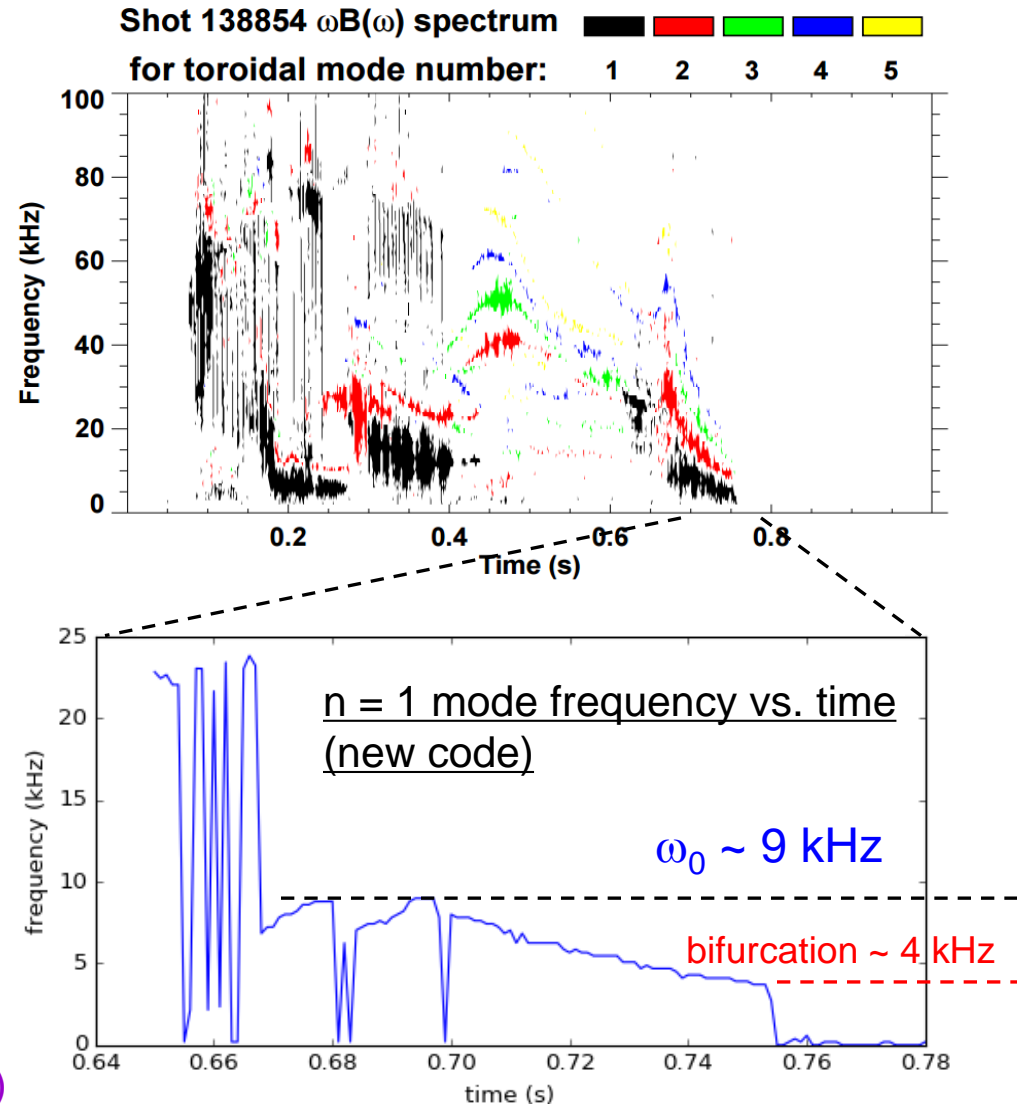 Shot 138854 ωB(ω) spectrum
for toroidal mode number: 1 2 3 4 5
100
80
60
40
20
0
Frequency (kHz)
0.2 0.4 0.6 0.8
Time (s)
25
20
15
10
5
0
frequency (kHz)
n = 1 mode frequency vs. time
(new code)
ω₀ ~ 9 kHz
bifurcation ~ 4 kHz
0.64 0.66 0.68 0.70 0.72 0.74 0.76 0.78
time (s)